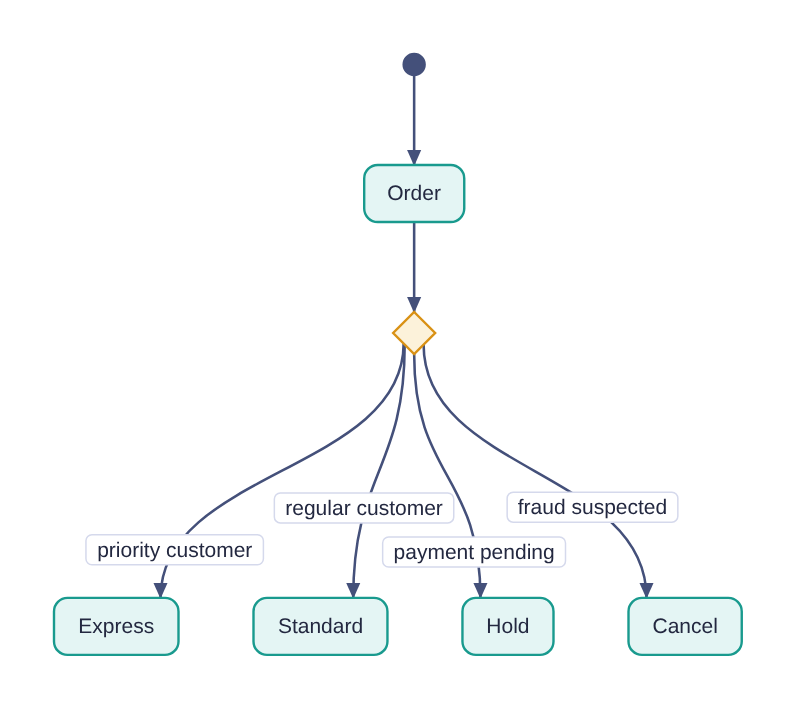 Order
regular customer
fraud suspected
priority customer
payment pending
Express
Standard
Hold
Cancel